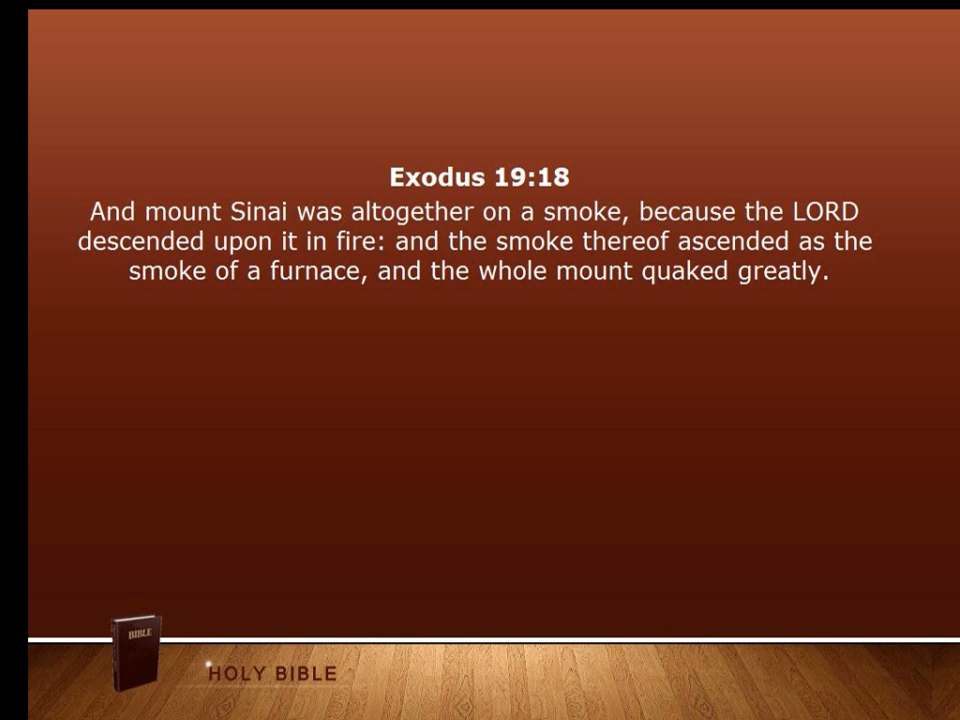 Exodus 19:18
And mount Sinai was altogether on a smoke, because the LORD
descended upon it in fire: and the smoke thereof ascended as the
smoke of a furnace, and the whole mount quaked greatly.
BIBLE
HOLY BIBLE